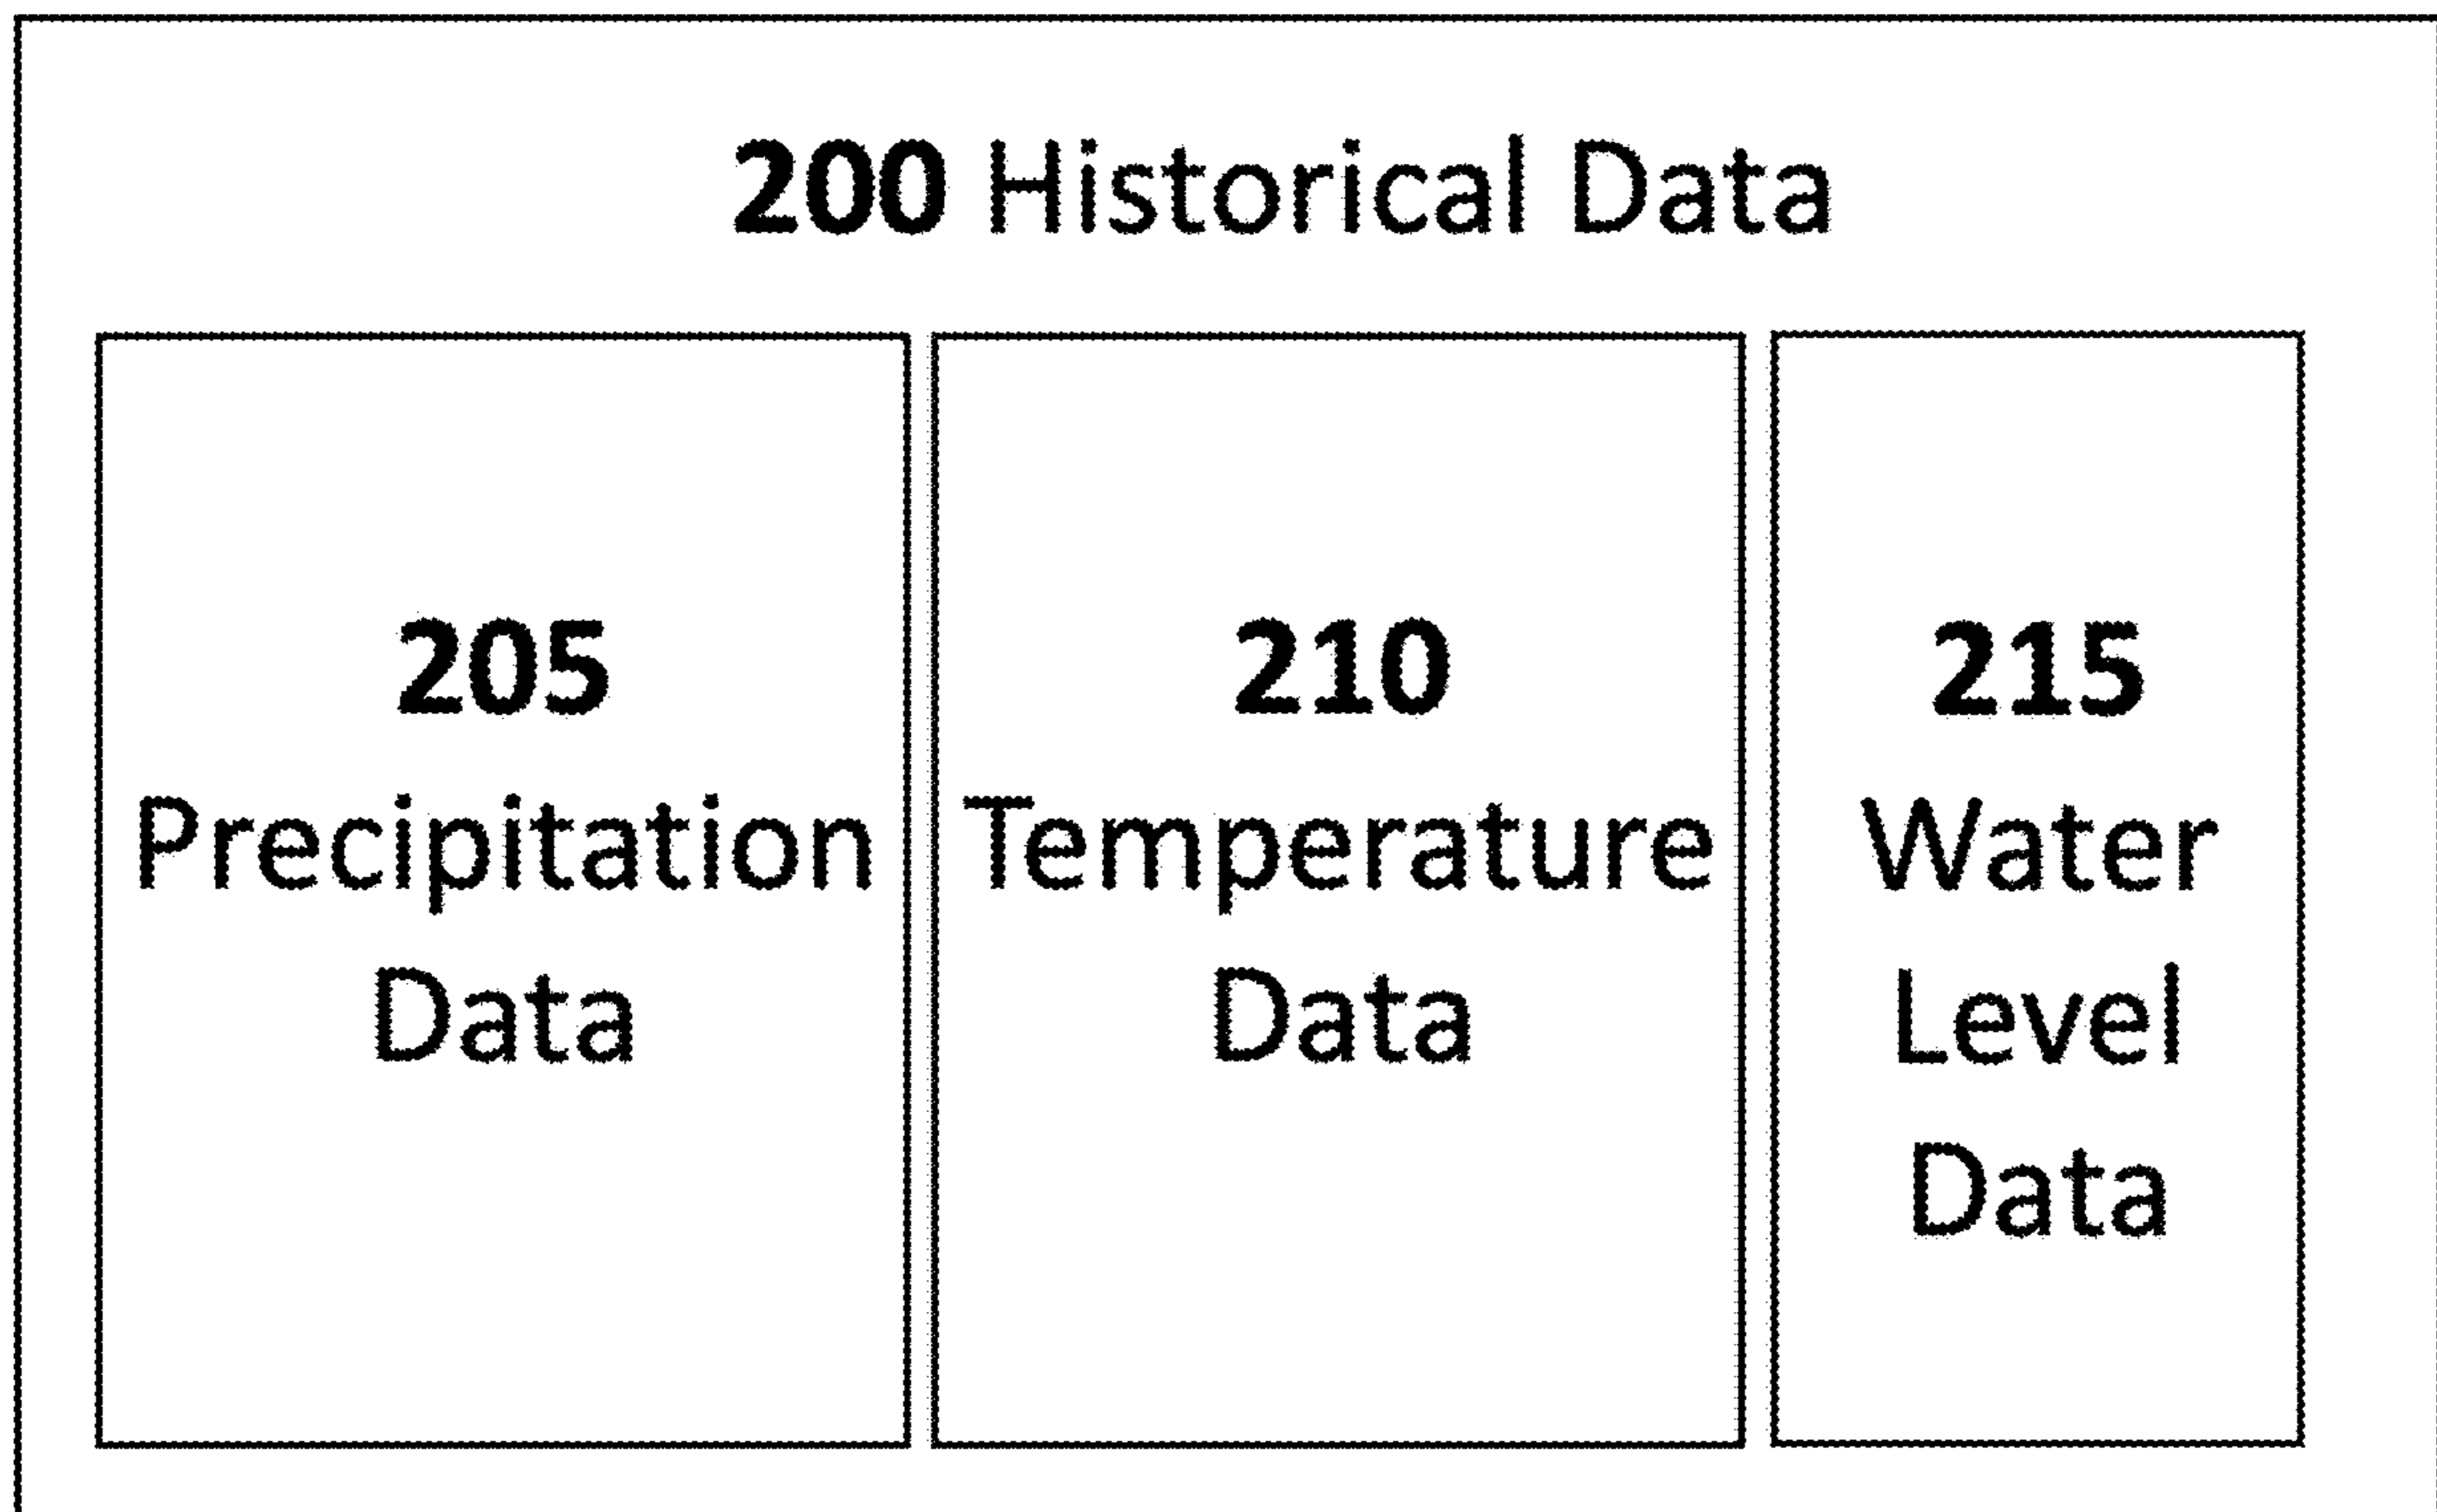 200 Historical Data
205
Precipitation
Data
210
Temperature
Data
215
Water
Level
Data